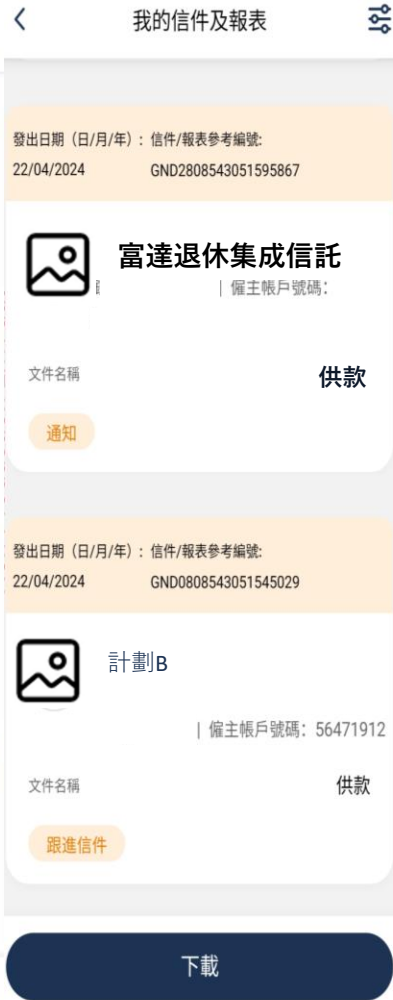 我的信件及報表
發出日期（日/月/年）: 信件/報表參考編號:
22/04/2024 GND2808543051595867
富達退休集成信託
| 僱主帳戶號碼:
文件名稱 供款
通知
發出日期（日/月/年）: 信件/報表參考編號:
22/04/2024 GND0808543051545029
計劃B
| 僱主帳戶號碼: 56471912
文件名稱 供款
跟進信件
下載